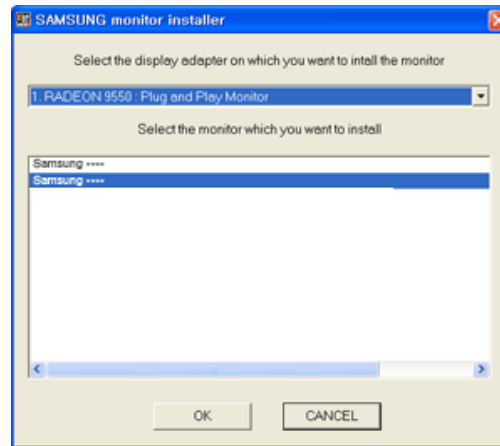 SAMSUNG monitor installer
Select the display adapter on which you want to intall the monitor
1. RADEON 9550 : Plug and Play Monitor
Select the monitor which you want to install
Samsung ----
Samsung ----
OK
CANCEL